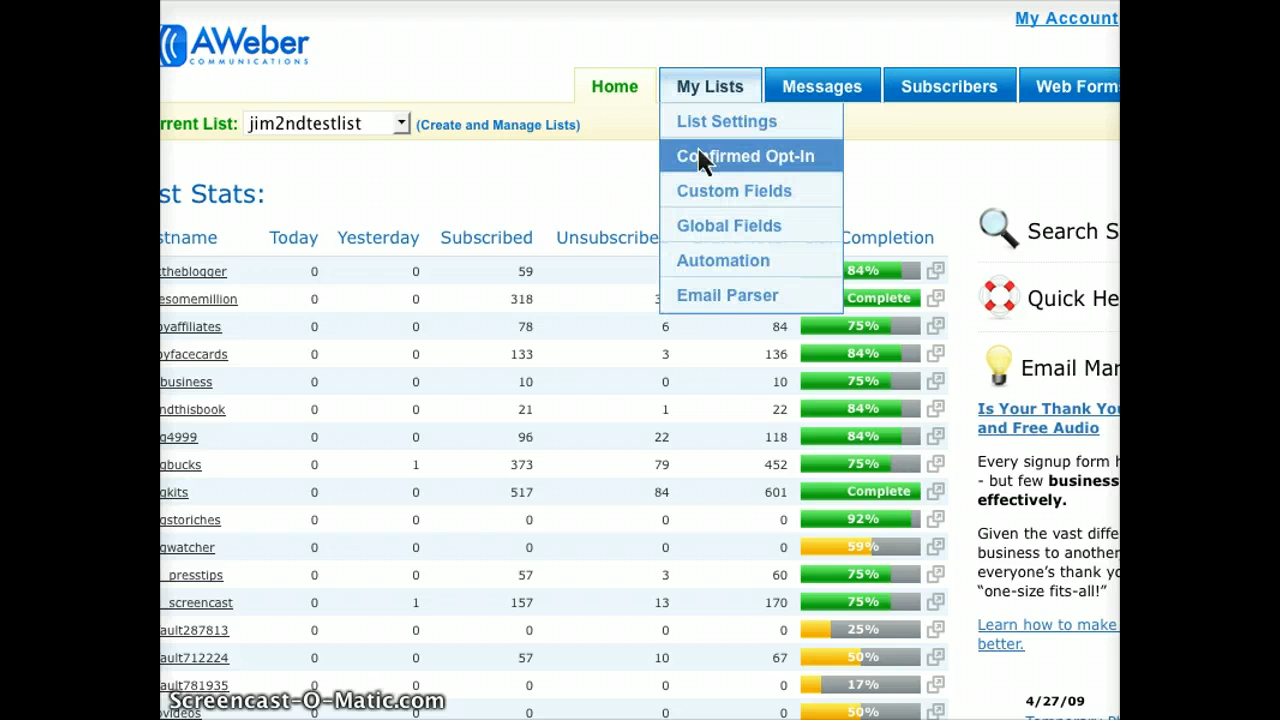 My Account
AWeber
COMMUNICATIONS
Home My Lists Messages Subscribers Web Form
rrent List: jim2ndtestlist (Create and Manage Lists)
List Settings
Confirmed Opt-In
Custom Fields
Global Fields
Automation
Email Parser
st Stats:
stname Today Yesterday Subscribed Unsubscribe Completion
ctheblogger 0 0 59 84%
esomemillion 0 0 318 3 Complete
byaffiliates 0 0 78 6 84 75%
oyfacecards 0 0 133 3 136 84%
business 0 0 10 0 10 75%
ndthisbook 0 0 21 1 22 84%
g4999 0 0 96 22 118 84%
gbucks 0 1 373 79 452 75%
gkits 0 0 517 84 601 Complete
gstoriches 0 0 0 0 0 92%
gwatcher 0 0 0 0 0 59%
_presstips 0 0 57 3 60 75%
_screencast 0 1 157 13 170 75%
ault287813 0 0 0 0 0 25%
ault712224 0 0 57 10 67 50%
ault781935 0 0 0 0 0 17%
videos 0 0 0 0 0 50%
Search S
Quick He
Email Mar
Is Your Thank You
and Free Audio
Every signup form h
- but few business
effectively.
Given the vast diffe
business to another
everyone's thank yo
"one-size fits-all!"
Learn how to make
better.
4/27/09
Screencast-O-Matic.com